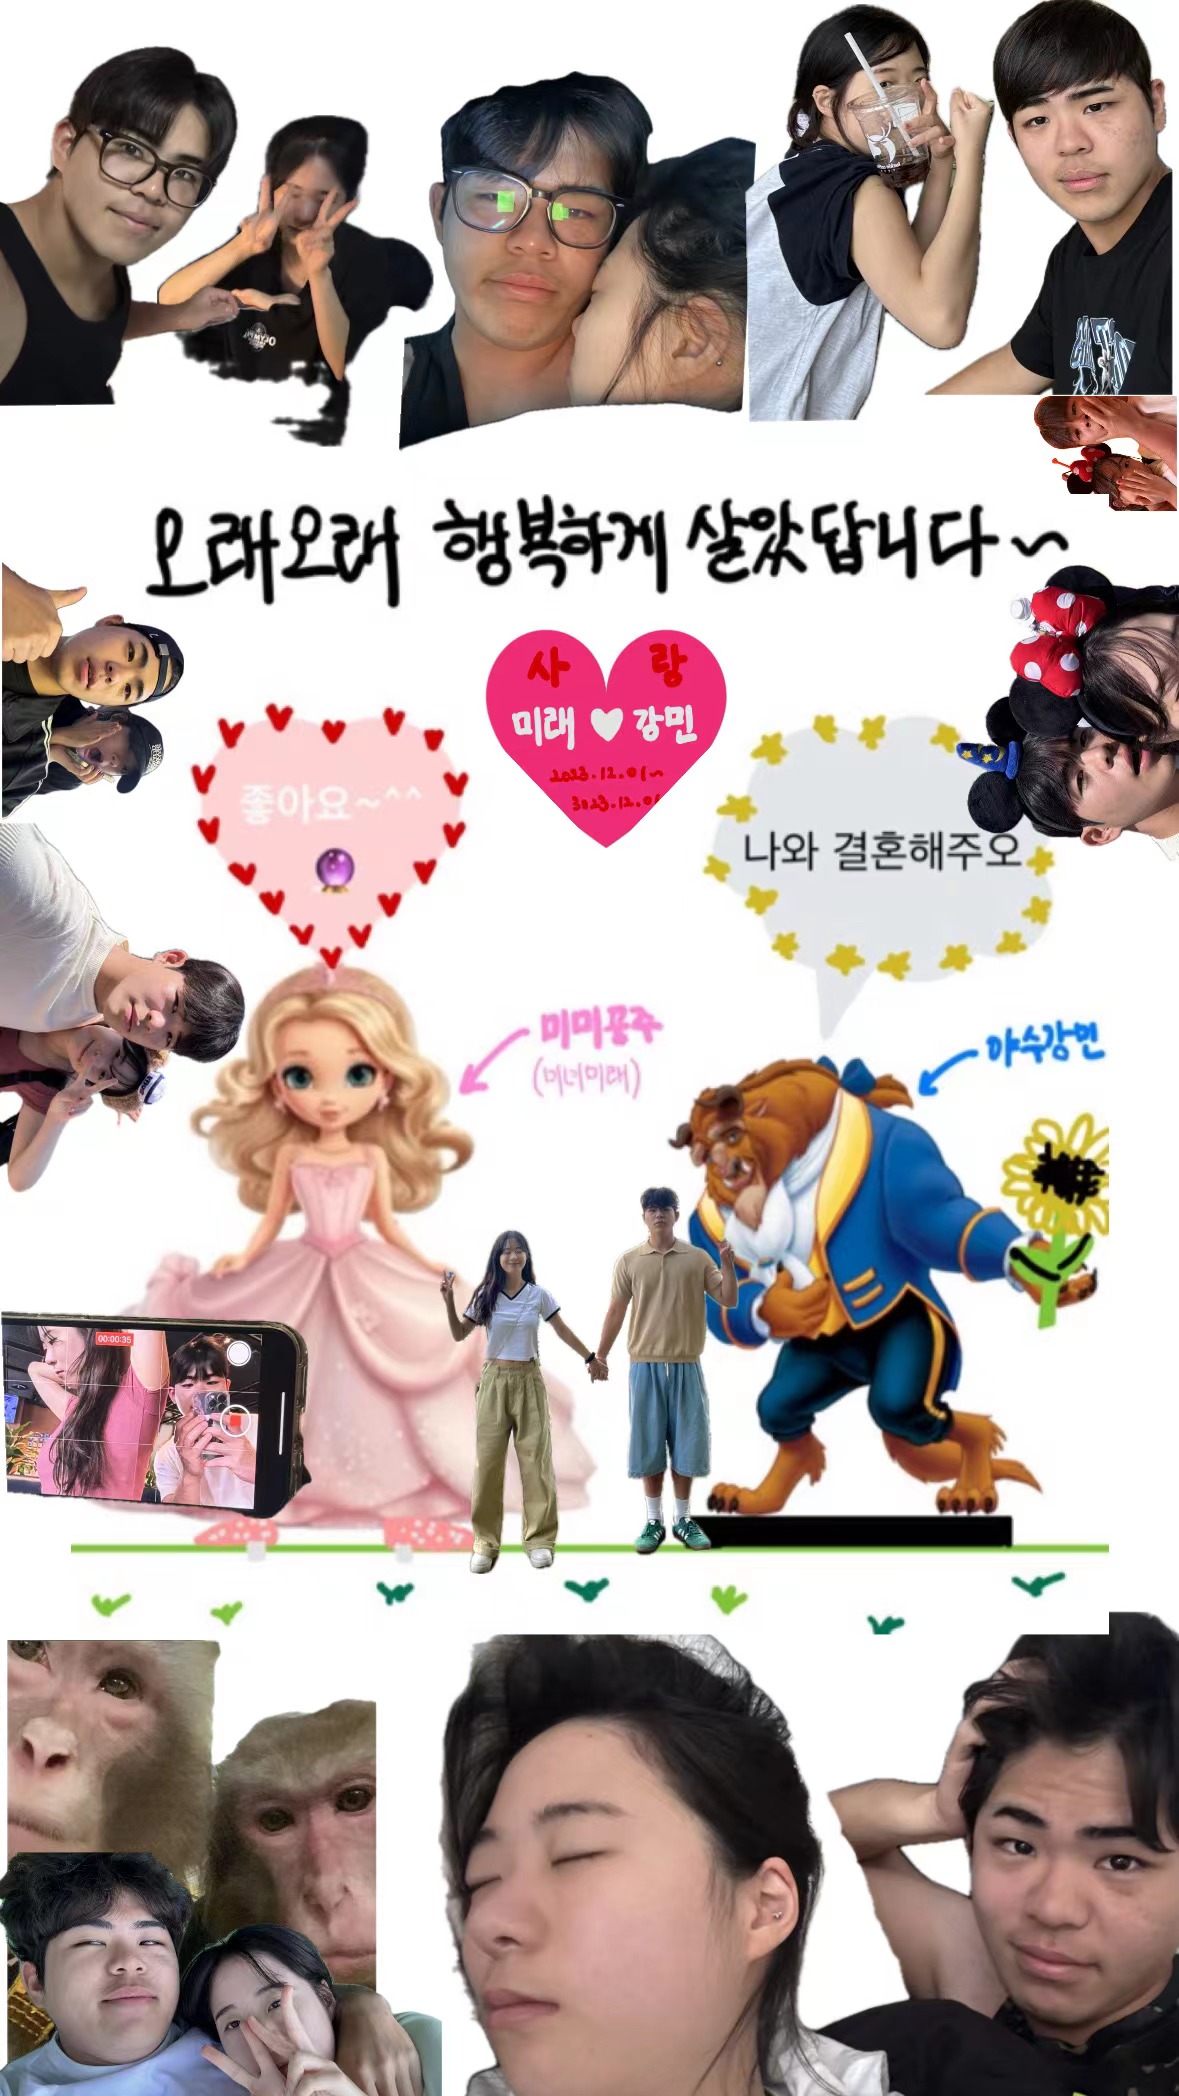 오래오래 행복하게 살았답니다~
사 랑
미래 ♥ 강민
2023.12.01~
3023.12.01
좋아요~^^
나와 결혼해주오
미미공주
(미녀미래)
야수강민
00:00:35